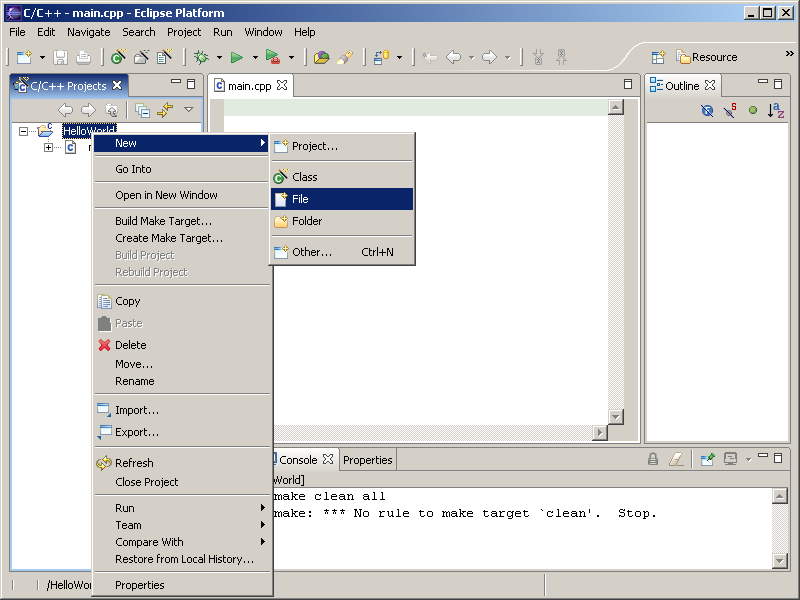 C/C++ - main.cpp - Eclipse Platform
File Edit Navigate Search Project Run Window Help
Resource »
C/C++ Projects
main.cpp
Outline
HelloWorld
New
Project...
Go Into
Class
Open in New Window
File
Build Make Target...
Folder
Create Make Target...
Build Project
Other... Ctrl+N
Rebuild Project
Copy
Paste
Delete
Move...
Rename
Import...
Export...
Refresh
Close Project
Run
Team
Compare With
Restore from Local History...
Properties
Console
Properties
World]
make clean all
make: *** No rule to make target `clean'.  Stop.
/HelloWor